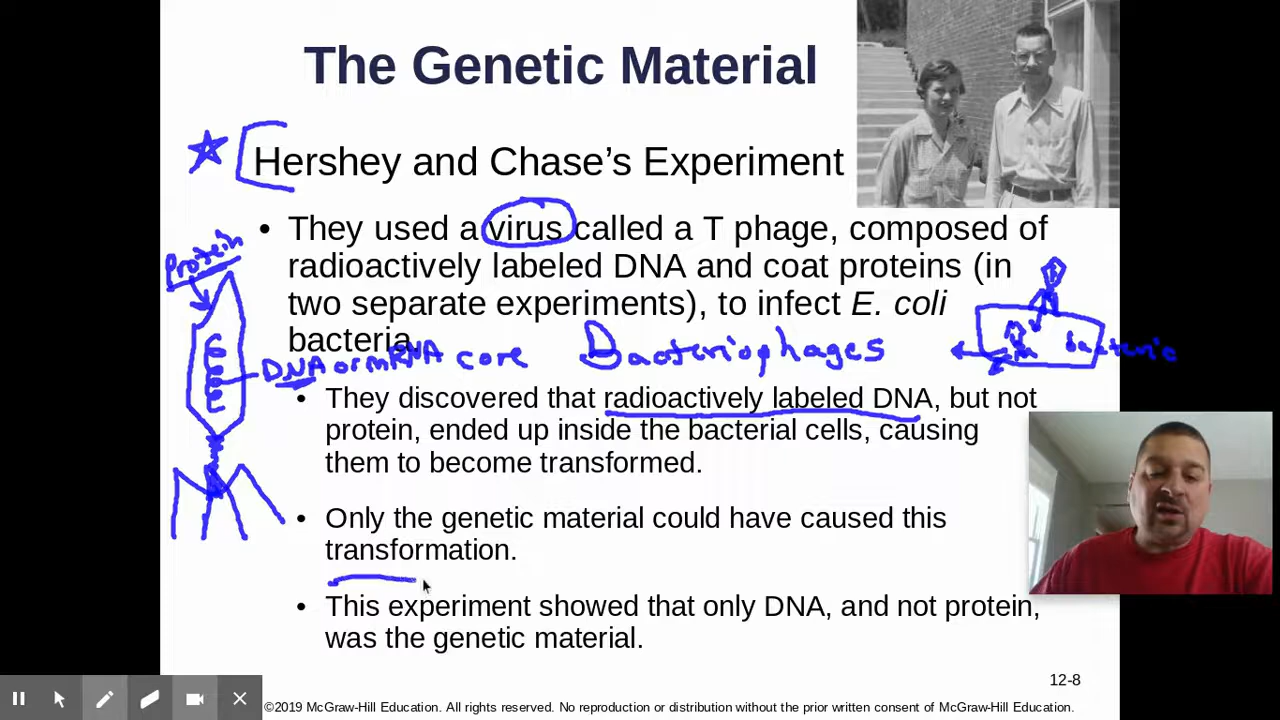 The Genetic Material
Hershey and Chase’s Experiment
• They used a virus called a T phage, composed of
radioactively labeled DNA and coat proteins (in
two separate experiments), to infect E. coli
bacteria.
Protein
DNA or mRNA core
Bacteriophages
bacteric
• They discovered that radioactively labeled DNA, but not
protein, ended up inside the bacterial cells, causing
them to become transformed.
• Only the genetic material could have caused this
transformation.
• This experiment showed that only DNA, and not protein,
was the genetic material.
12-8
©2019 McGraw-Hill Education. All rights reserved. No reproduction or distribution without the prior written consent of McGraw-Hill Education.